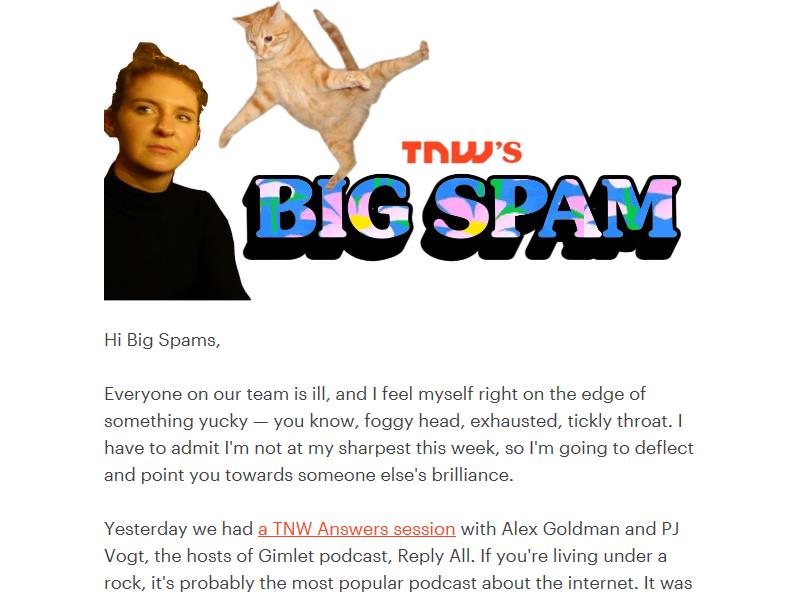 TNW'S
BIG SPAM
Hi Big Spams,
Everyone on our team is ill, and I feel myself right on the edge of
something yucky — you know, foggy head, exhausted, tickly throat. I
have to admit I'm not at my sharpest this week, so I'm going to deflect
and point you towards someone else's brilliance.
Yesterday we had a TNW Answers session with Alex Goldman and PJ
Vogt, the hosts of Gimlet podcast, Reply All. If you're living under a
rock, it's probably the most popular podcast about the internet. It was